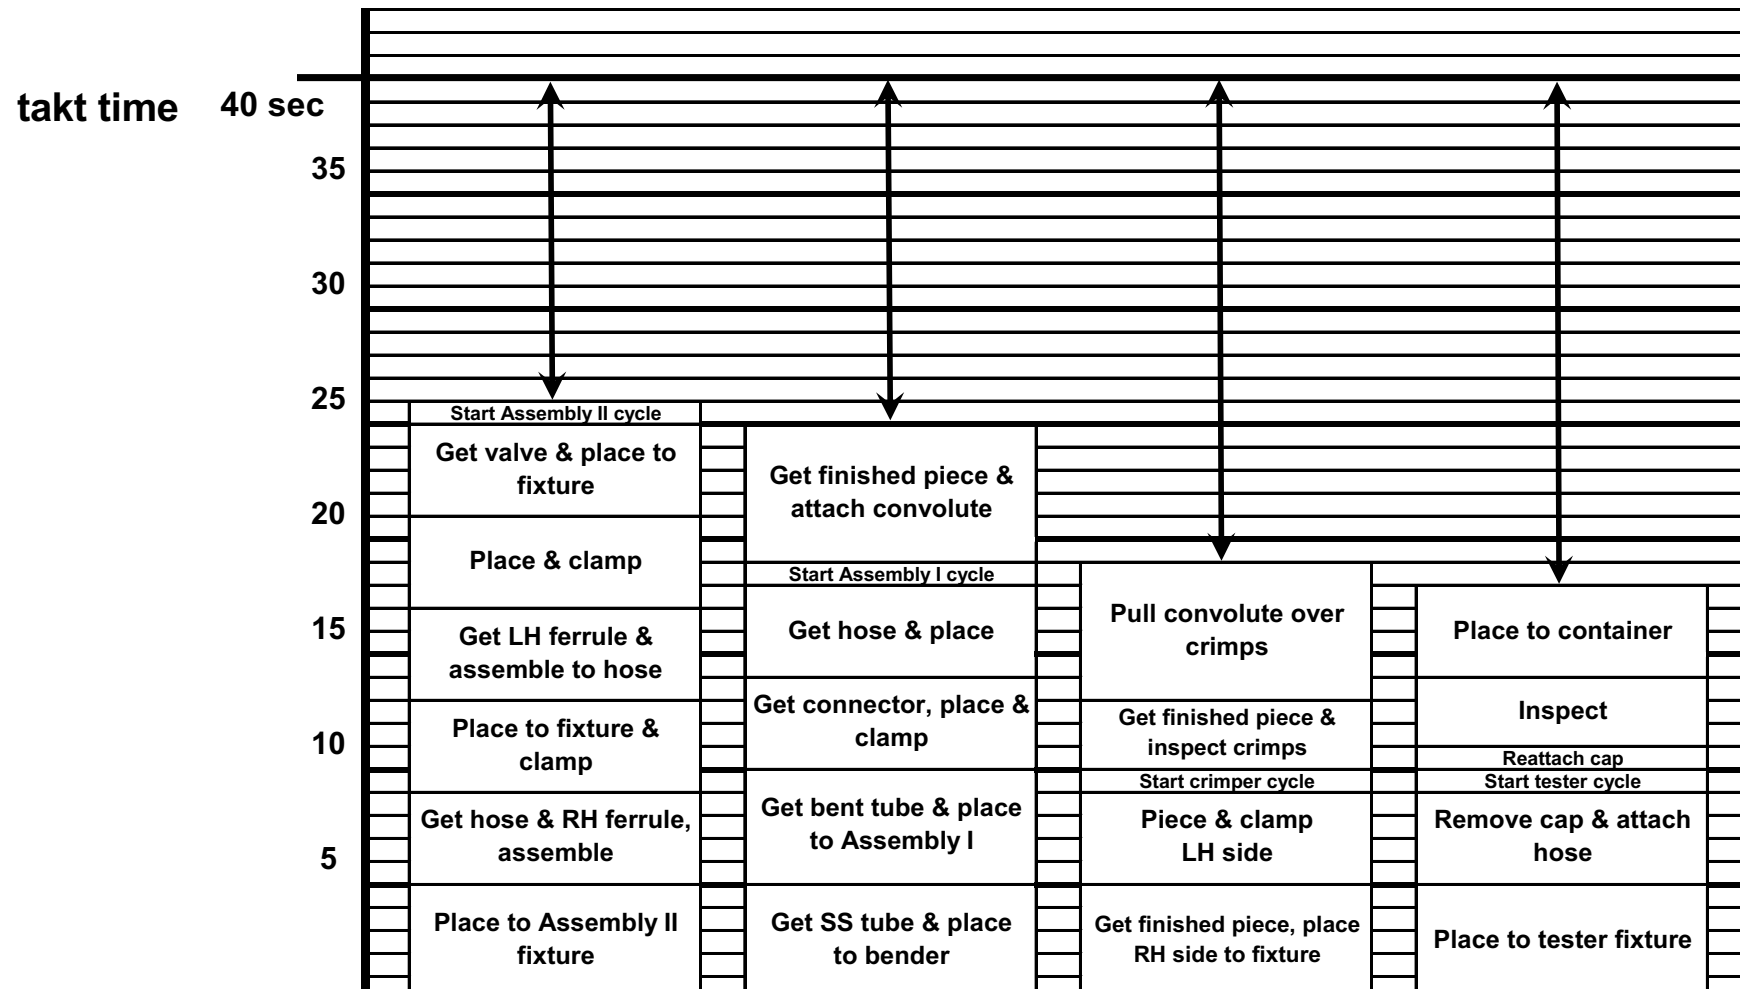 takt time 40 sec
35
30
25
20
15
10
5
Start Assembly II cycle
Get valve & place to
fixture
Place & clamp
Get LH ferrule &
assemble to hose
Place to fixture &
clamp
Get hose & RH ferrule,
assemble
Place to Assembly II
fixture
Get finished piece &
attach convolute
Start Assembly I cycle
Get hose & place
Get connector, place &
clamp
Get bent tube & place
to Assembly I
Get SS tube & place
to bender
Pull convolute over
crimps
Get finished piece &
inspect crimps
Start crimper cycle
Piece & clamp
LH side
Get finished piece, place
RH side to fixture
Place to container
Inspect
Reattach cap
Start tester cycle
Remove cap & attach
hose
Place to tester fixture